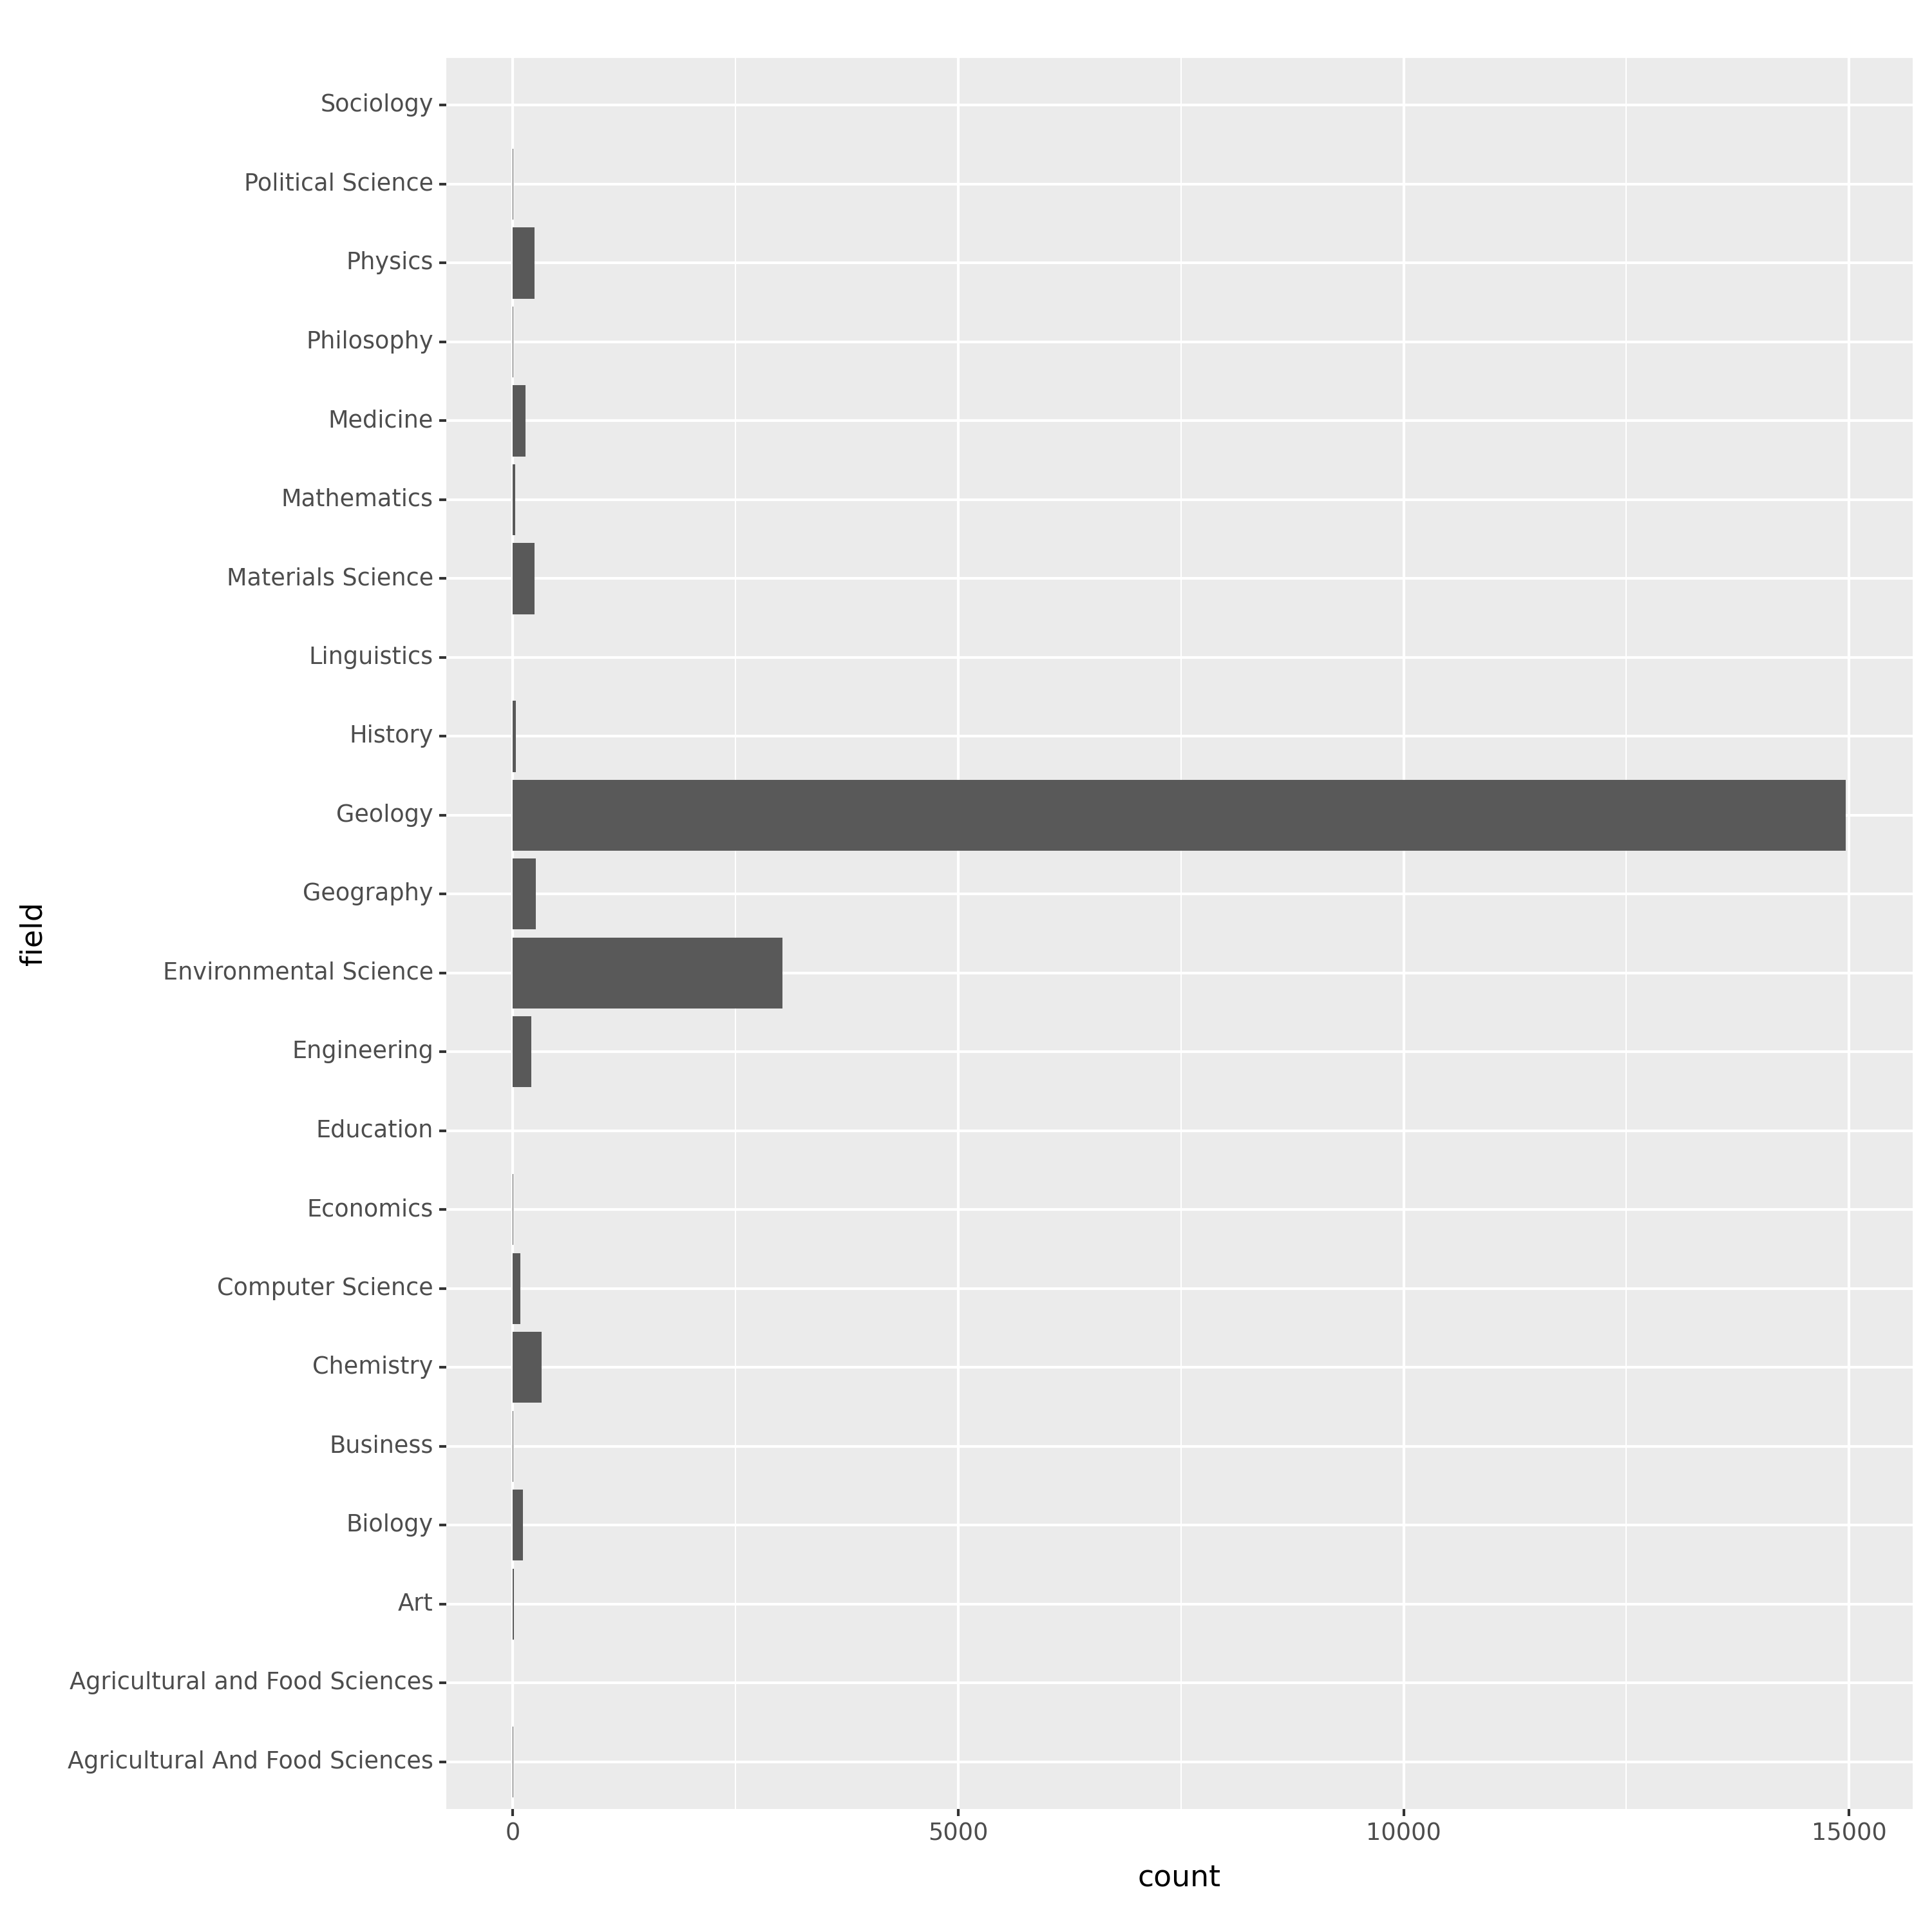 Sociology
Political Science
Physics
Philosophy
Medicine
Mathematics
Materials Science
Linguistics
History
Geology
Geography
Environmental Science
Engineering
Education
Economics
Computer Science
Chemistry
Business
Biology
Art
Agricultural and Food Sciences
Agricultural And Food Sciences
field
0 5000 10000 15000
count